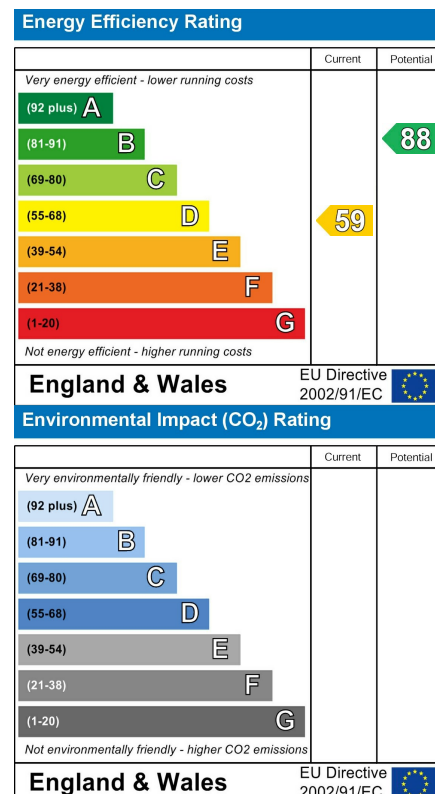 Energy Efficiency Rating
Current Potential
Very energy efficient - lower running costs
(92 plus) A
(81-91) B
88
(69-80) C
(55-68) D
59
(39-54) E
(21-38) F
(1-20) G
Not energy efficient - higher running costs
England & Wales
EU Directive
2002/91/EC
Environmental Impact (CO₂) Rating
Current Potential
Very environmentally friendly - lower CO2 emissions
(92 plus) A
(81-91) B
(69-80) C
(55-68) D
(39-54) E
(21-38) F
(1-20) G
Not environmentally friendly - higher CO2 emissions
England & Wales
EU Directive
2002/91/EC